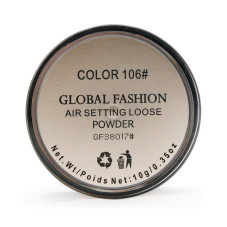 COLOR 106#
GLOBAL FASHION
AIR SETTING LOOSE
POWDER
GF38017#
Net.Wt/Poids Net:10g/0.35oz